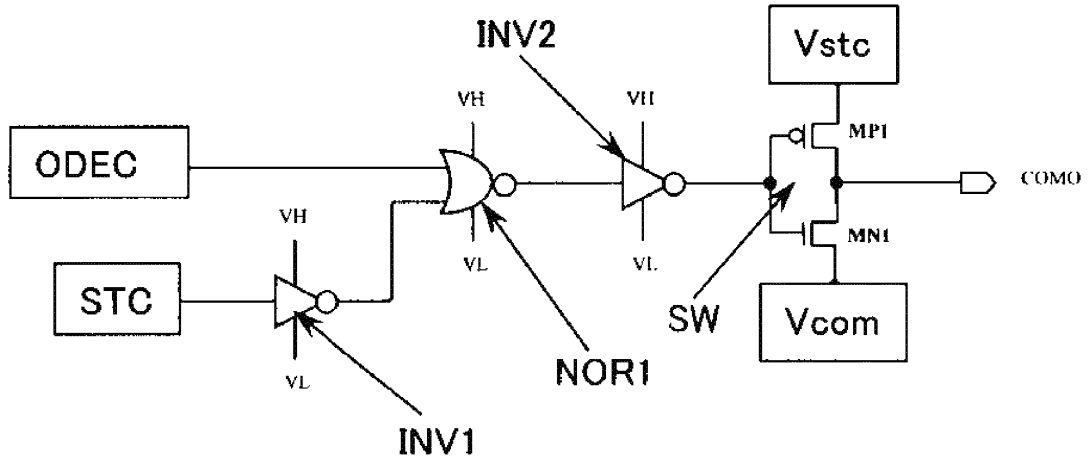 INV2
Vstc
VH
VH
MP1
ODEC
COMO
VH
MN1
VL
VL
STC
SW
Vcom
NOR1
VL
INV1